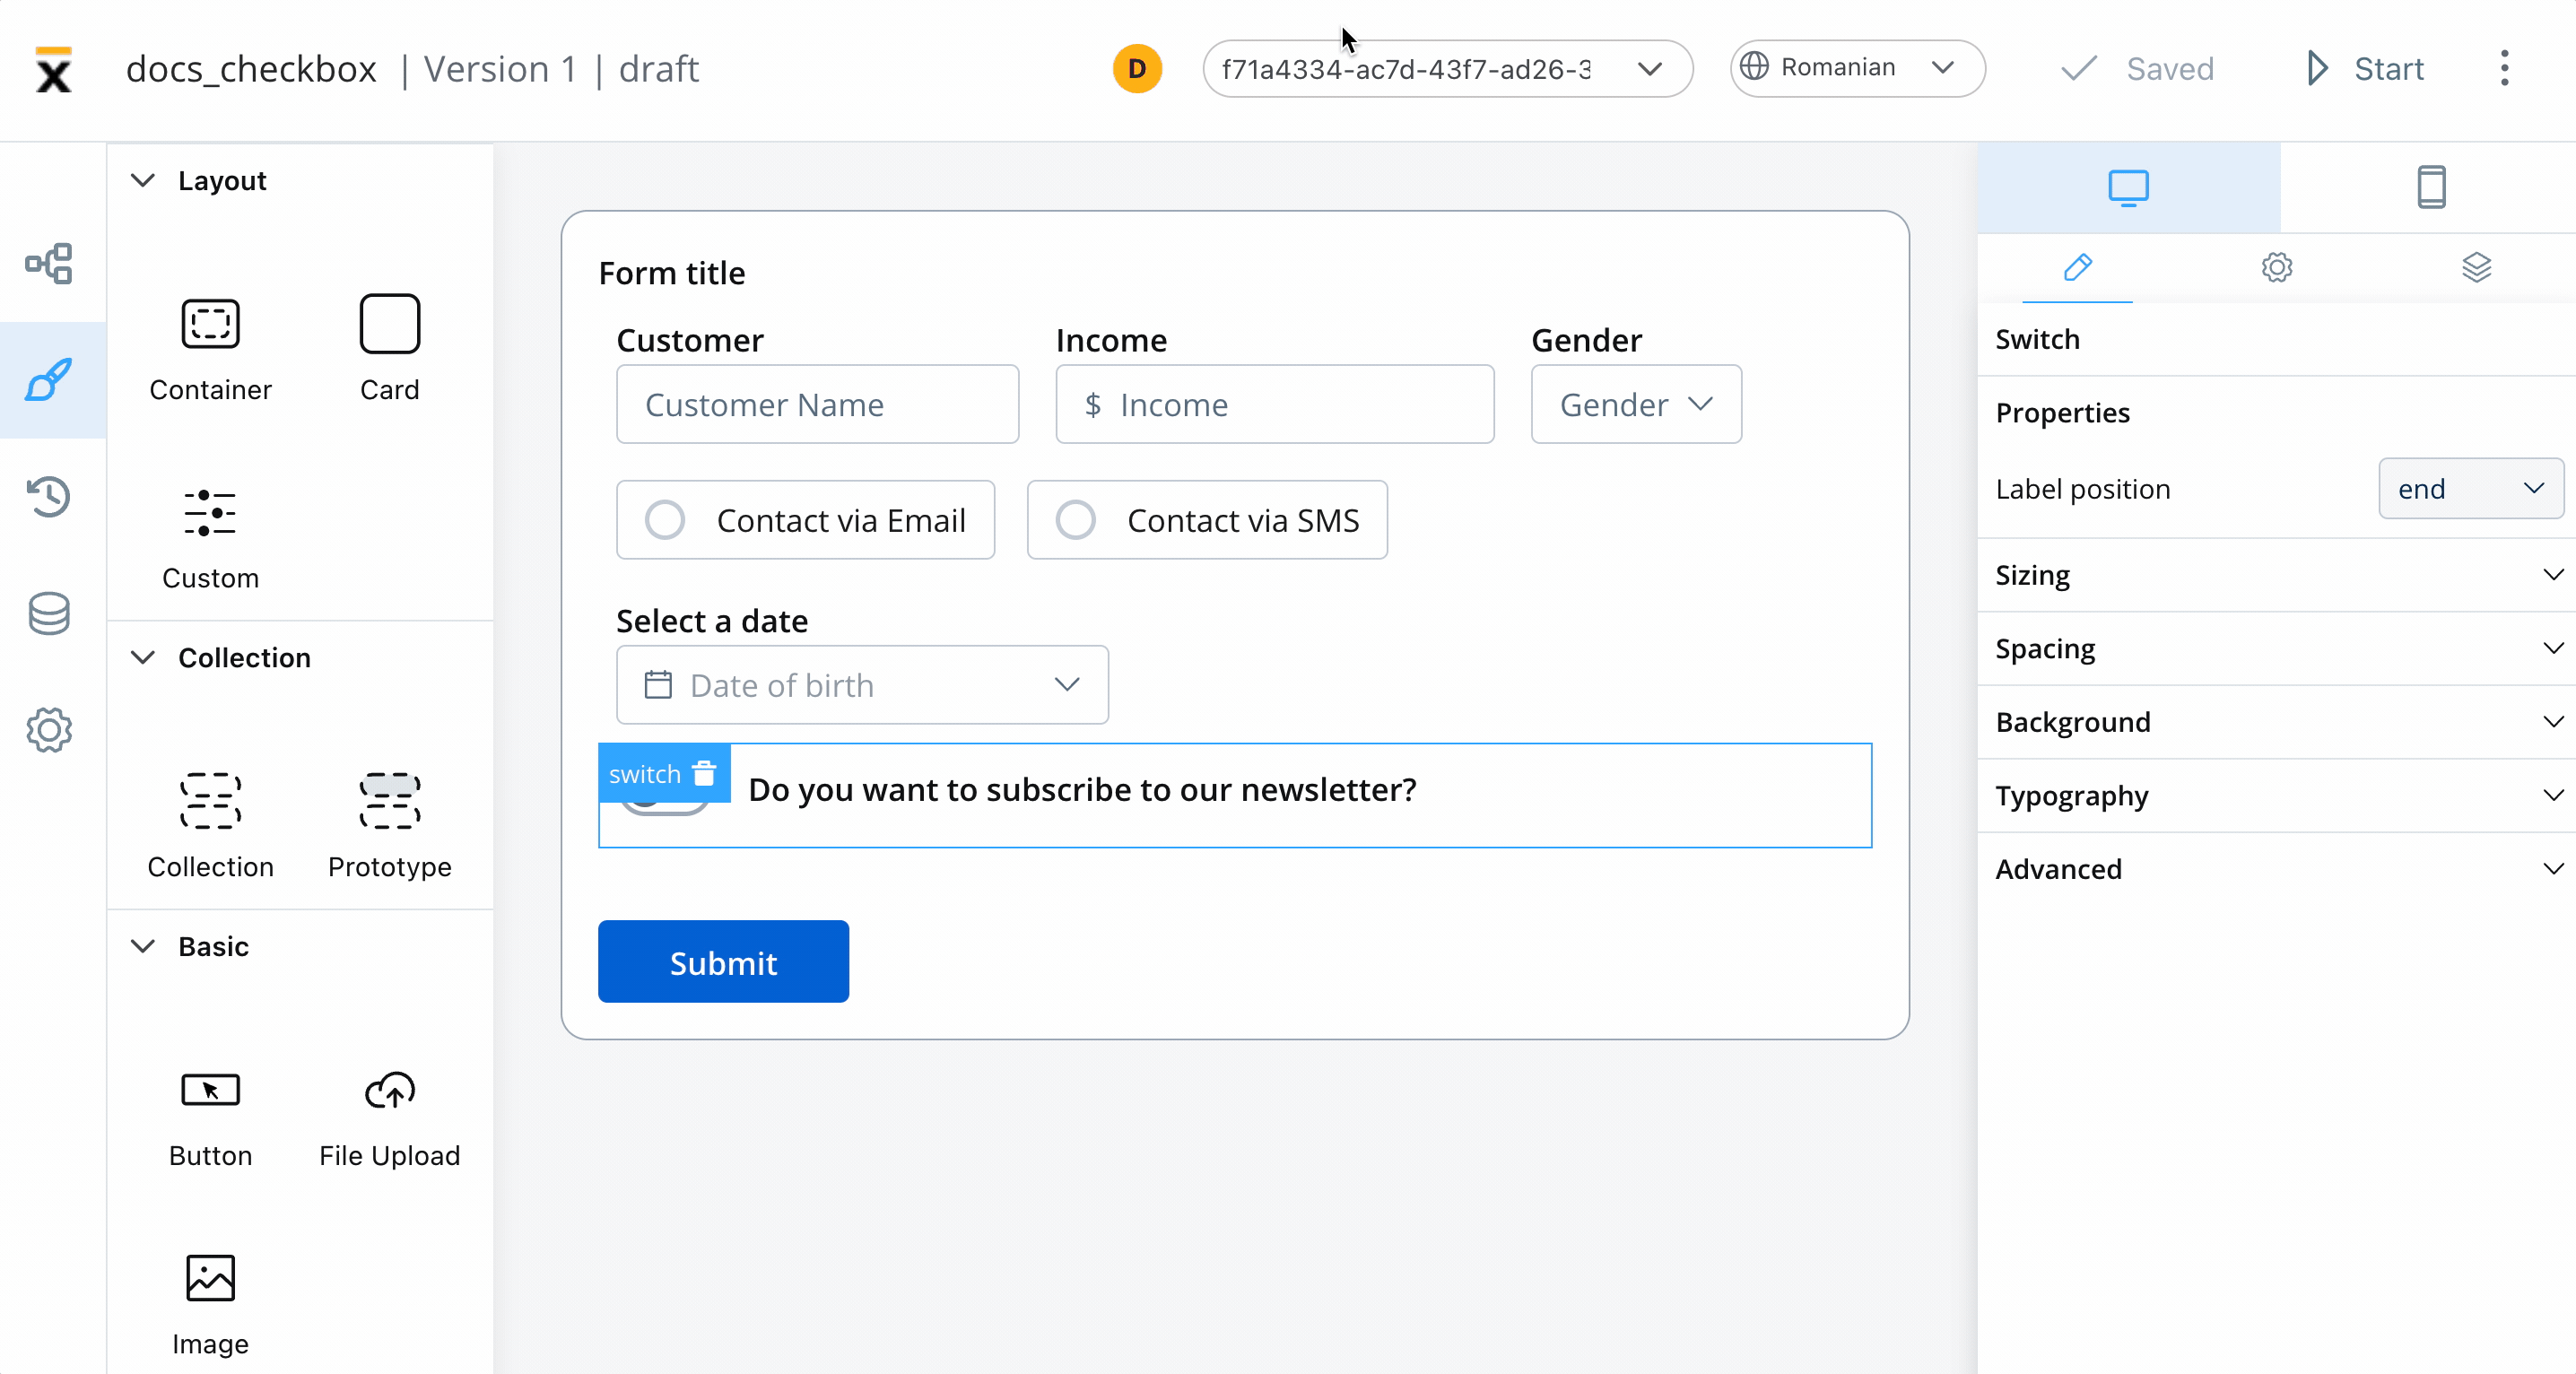 docs_checkbox | Version 1 | draft
D
f71a4334-ac7d-43f7-ad26-3
Romanian
Saved
Start
Layout
Container
Card
Custom
Collection
Collection
Prototype
Basic
Button
File Upload
Image
Form title
Customer
Income
Gender
Customer Name
$ Income
Gender
Contact via Email
Contact via SMS
Select a date
Date of birth
switch
Do you want to subscribe to our newsletter?
Submit
Switch
Properties
Label position
end
Sizing
Spacing
Background
Typography
Advanced